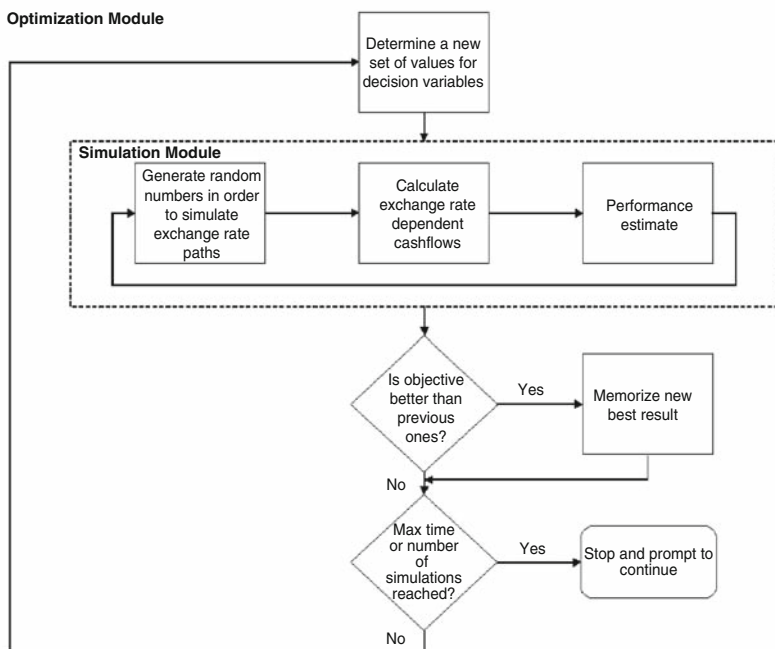 Optimization Module
Determine a new
set of values for
decision variables
Simulation Module
Generate random
numbers in order
to simulate
exchange rate
paths
Calculate
exchange rate
dependent
cashflows
Performance
estimate
Is objective
better than
previous
ones?
Yes
Memorize new
best result
No
Max time
or number
of
simulations
reached?
Yes
Stop and prompt to
continue
No